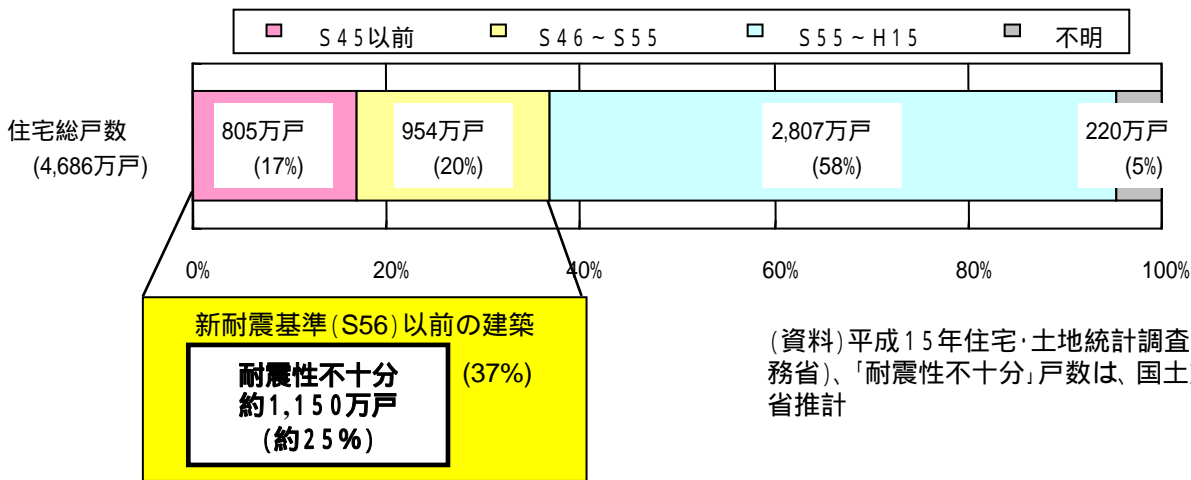 S45以前 S46～S55 S55～H15 不明
住宅総戸数
(4,686万戸)
805万戸 954万戸 2,807万戸 220万戸
(17%) (20%) (58%) (5%)
0% 20% 40% 60% 80% 100%
新耐震基準(S56)以前の建築
耐震性不十分
約1,150万戸
(約25%)
(37%)
(資料)平成15年住宅・土地統計調査
務省)、「耐震性不十分」戸数は、国土
省推計